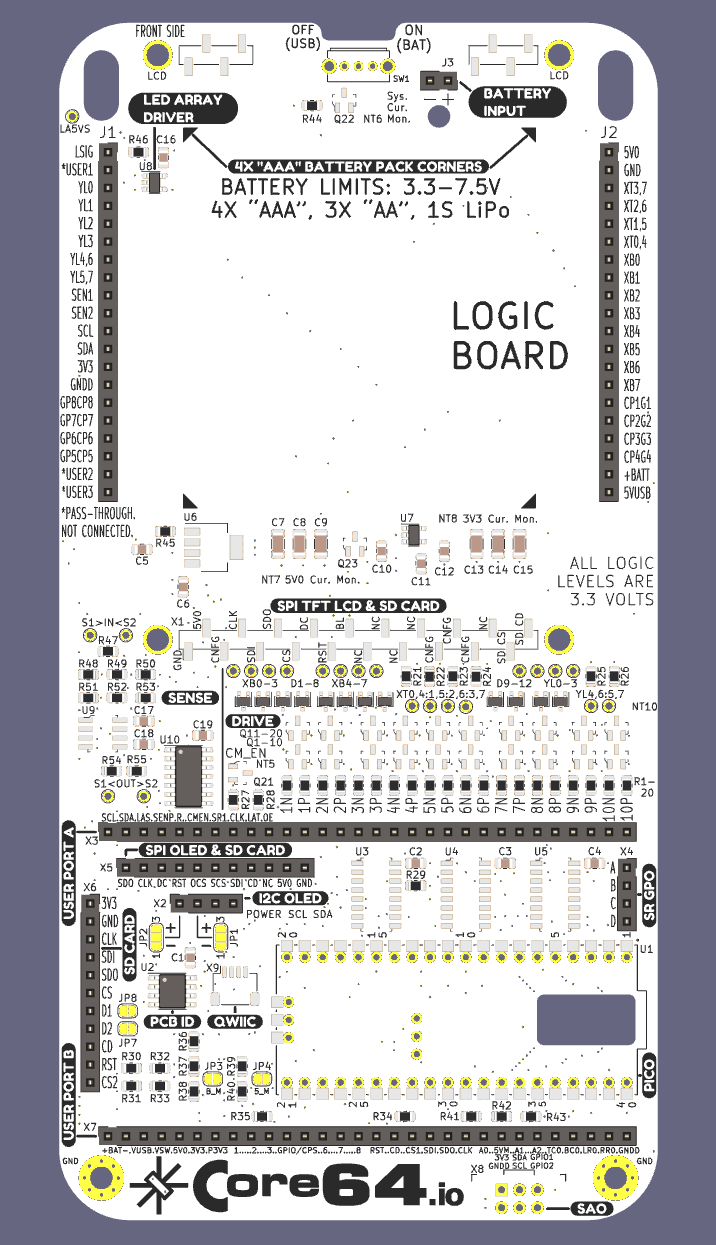 FRONT SIDE
OFF
(USB)
ON
(BAT)
LCD
SW1
J3
LCD
LED ARRAY
DRIVER
BATTERY
INPUT
LA5VS
R44
Q22
Sys.
Cur.
NT6 Mon.
− +
J1
J2
R46
C16
U8
4X "AAA" BATTERY PACK CORNERS
BATTERY LIMITS: 3.3-7.5V
4X "AAA", 3X "AA", 1S LiPo
LSIG
*USER1
YL0
YL1
YL2
YL3
YL4,6
YL5,7
SEN1
SEN2
SCL
SDA
3V3
GNDD
GP8CP8
GP7CP7
GP6CP6
GP5CP5
*USER2
*USER3
5V0
GND
XT3,7
XT2,6
XT1,5
XT0,4
XB0
XB1
XB2
XB3
XB4
XB5
XB6
XB7
CP1G1
CP2G2
CP3G3
CP4G4
+BATT
5VUSB
LOGIC
BOARD
*PASS-THROUGH.
NOT CONNECTED.
U6
R45
C5
C6
C7 C8 C9
Q23
C10
U7
C11
C12
NT8 3V3 Cur. Mon.
C13 C14 C15
NT7 5V0 Cur. Mon.
ALL LOGIC
LEVELS ARE
3.3 VOLTS
SPI TFT LCD & SD CARD
X1
5V0
CLK
SDO
DC
BL
NC
CNFG
CNFG
NC
SD CD
GND
CNFG
SDI
CS
RST
NC
NC
CNFG
CNFG
SD CS
S1>IN<S2
R47
R48 R49 R50
R51 R52 R53
U9
C17
C18
C19
U10
R54 R55
S1<OUT>S2
SENSE
DRIVE
XB0-3
D1-8
XB4-7
R21
R22
R23
R24
D9-12
YL0-3
R25
R26
XT0,4;1,5;2,6;3,7
YL4,6;5,7
NT10
Q11-20
Q1-10
CM_EN
NT5
Q21
R27
R28
R1-
20
1N
1P
2N
2P
3N
3P
4N
4P
5N
5P
6N
6P
7N
7P
8N
8P
9N
9P
10N
10P
SCL.SDA.LAS.SENP.R..CMEN.SR1.CLK.LAT.OE
X3
USER PORT A
SPI OLED & SD CARD
X5
SDO CLK DC RST OCS SCS SDI CD NC 5V0 GND
U3
C2
R29
U4
C3
U5
C4
X4
A
B
C
D
SR GPO
X6
3V3
GND
CLK
SDI
SDO
CS
D1
D2
CD
RST
CS2
SD CARD
X2
I2C OLED
POWER SCL SDA
JP2
JP1
C1
U2
X9
PCB ID
QWIIC
JP8
JP7
R30 R32
R31 R33
R36
R37
R38
R39
R40
JP3
B_M
JP4
S_M
U1
PICO
R35
R34
R41
R42
R43
USER PORT B
X7
+BAT-.VUSB.VSW.5V0.3V3.P3V3
1.....2....3..GPIO/CPS..6....7.....8
RST..CD..CS1.SDI.SDO.CLK
A0..5VM..A1...A2.TCO.BCO.LRO.RRO.GNDD
3V3 SDA GPIO1
GNDD SCL GPIO2
X8
GND
GND
Core64.io
SAO